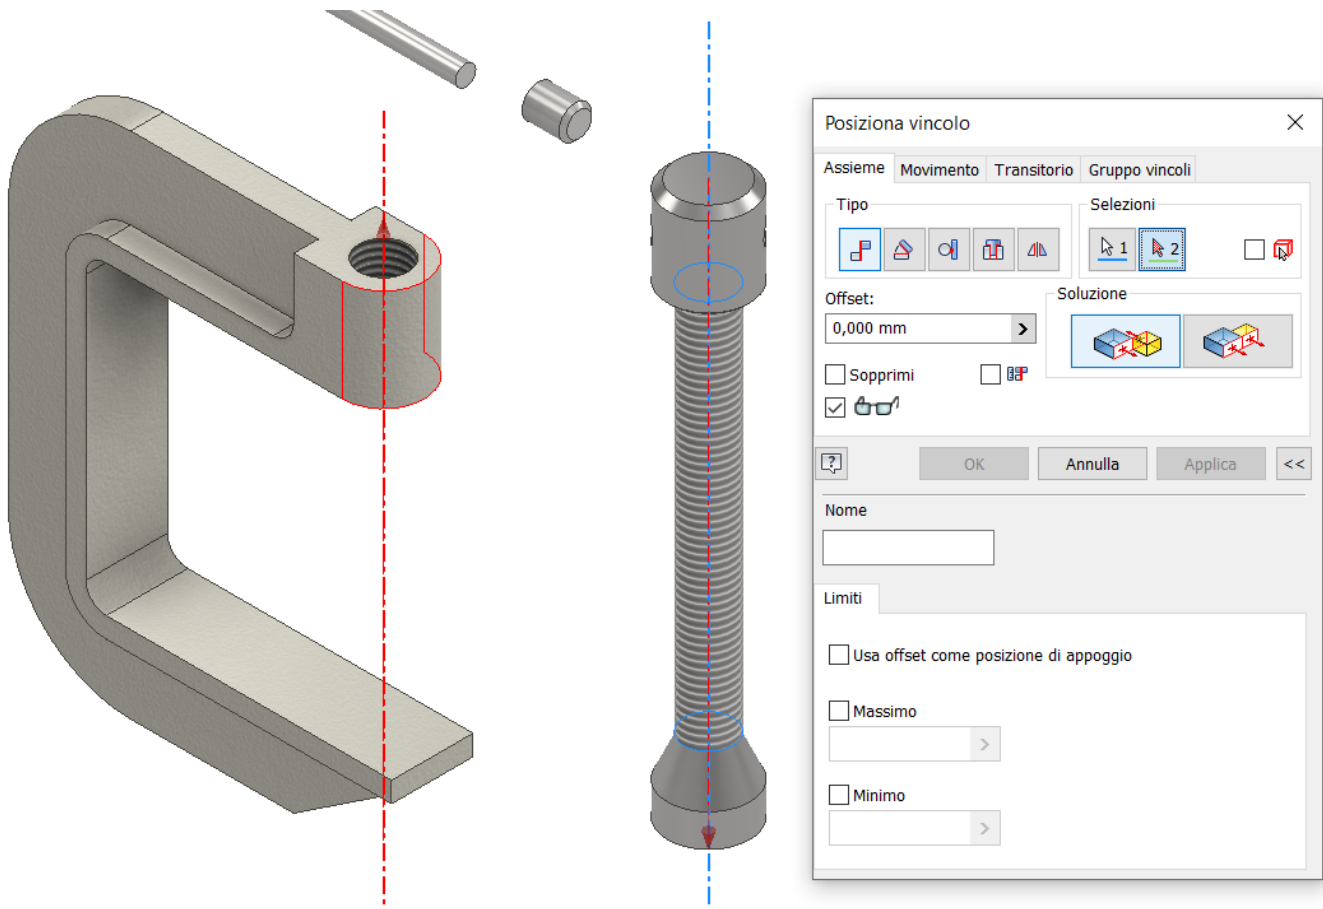 Posiziona vincolo
Assieme Movimento Transitorio Gruppo vincoli
Tipo
Selezioni
1
2
Offset:
Soluzione
0,000 mm
Sopprimi
?
OK
Annulla
Applica
<<
Nome
Limiti
Usa offset come posizione di appoggio
Massimo
Minimo